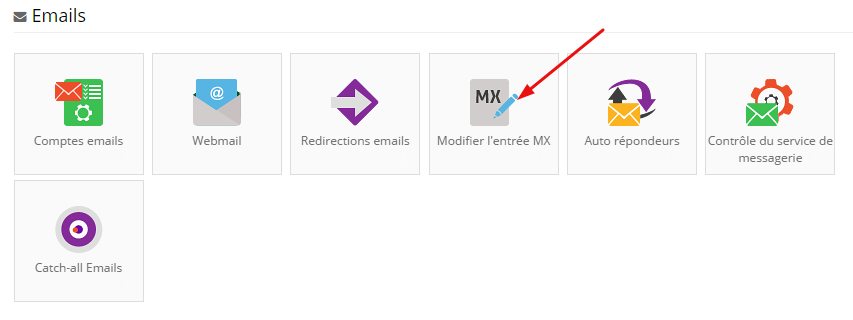 Emails
@
MX
Comptes emails
Webmail
Redirections emails
Modifier l'entrée MX
Auto répondeurs
Contrôle du service de
messagerie
Catch-all Emails